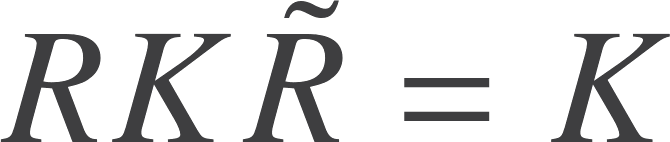 RKR̃ = K